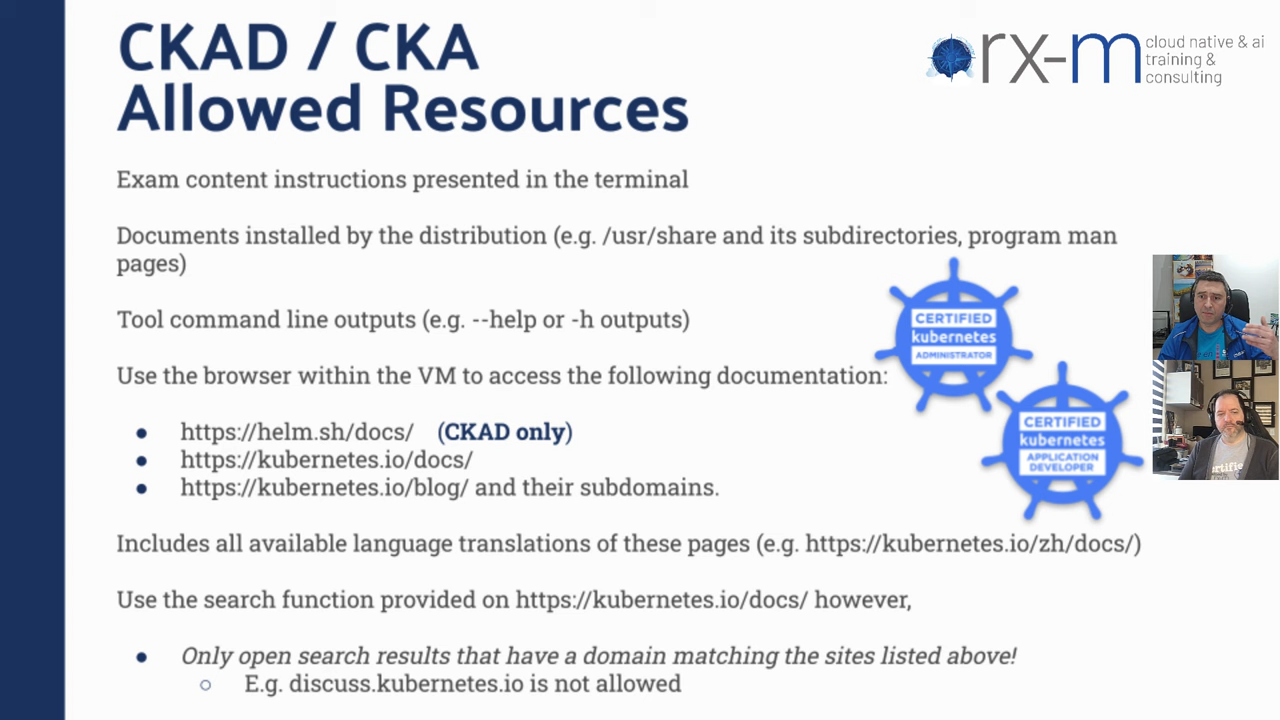 CKAD / CKA
Allowed Resources
rx-m
cloud native & ai
training &
consulting
Exam content instructions presented in the terminal
Documents installed by the distribution (e.g. /usr/share and its subdirectories, program man
pages)
Tool command line outputs (e.g. --help or -h outputs)
Use the browser within the VM to access the following documentation:
● https://helm.sh/docs/ (CKAD only)
● https://kubernetes.io/docs/
● https://kubernetes.io/blog/ and their subdomains.
CERTIFIED
kubernetes
ADMINISTRATOR
CERTIFIED
kubernetes
APPLICATION
DEVELOPER
Includes all available language translations of these pages (e.g. https://kubernetes.io/zh/docs/)
Use the search function provided on https://kubernetes.io/docs/ however,
● Only open search results that have a domain matching the sites listed above!
○ E.g. discuss.kubernetes.io is not allowed